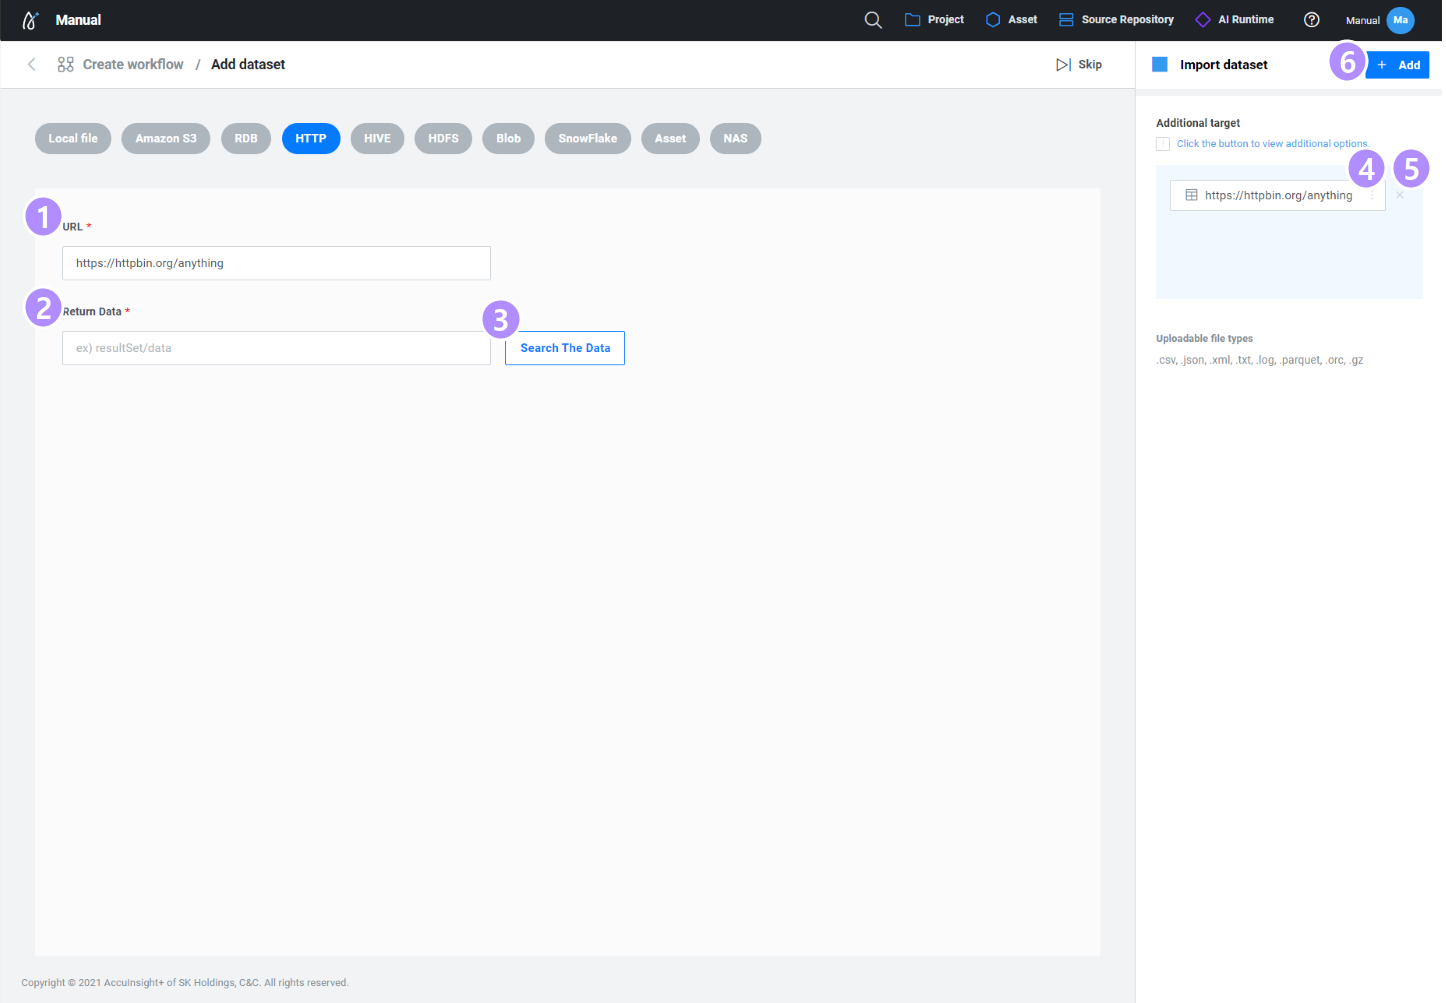 Manual
Project
Asset
Source Repository
AI Runtime
Manual
Ma
Create workflow / Add dataset
Skip
Import dataset
6
+ Add
Local file
Amazon S3
RDB
HTTP
HIVE
HDFS
Blob
SnowFlake
Asset
NAS
Additional target
Click the button to view additional options.
4
5
https://httpbin.org/anything
1
URL *
https://httpbin.org/anything
2
Return Data *
3
ex) resultSet/data
Search The Data
Uploadable file types
.csv, .json, .xml, .txt, .log, .parquet, .orc, .gz
Copyright © 2021 AccuInsight+ of SK Holdings, C&C. All rights reserved.